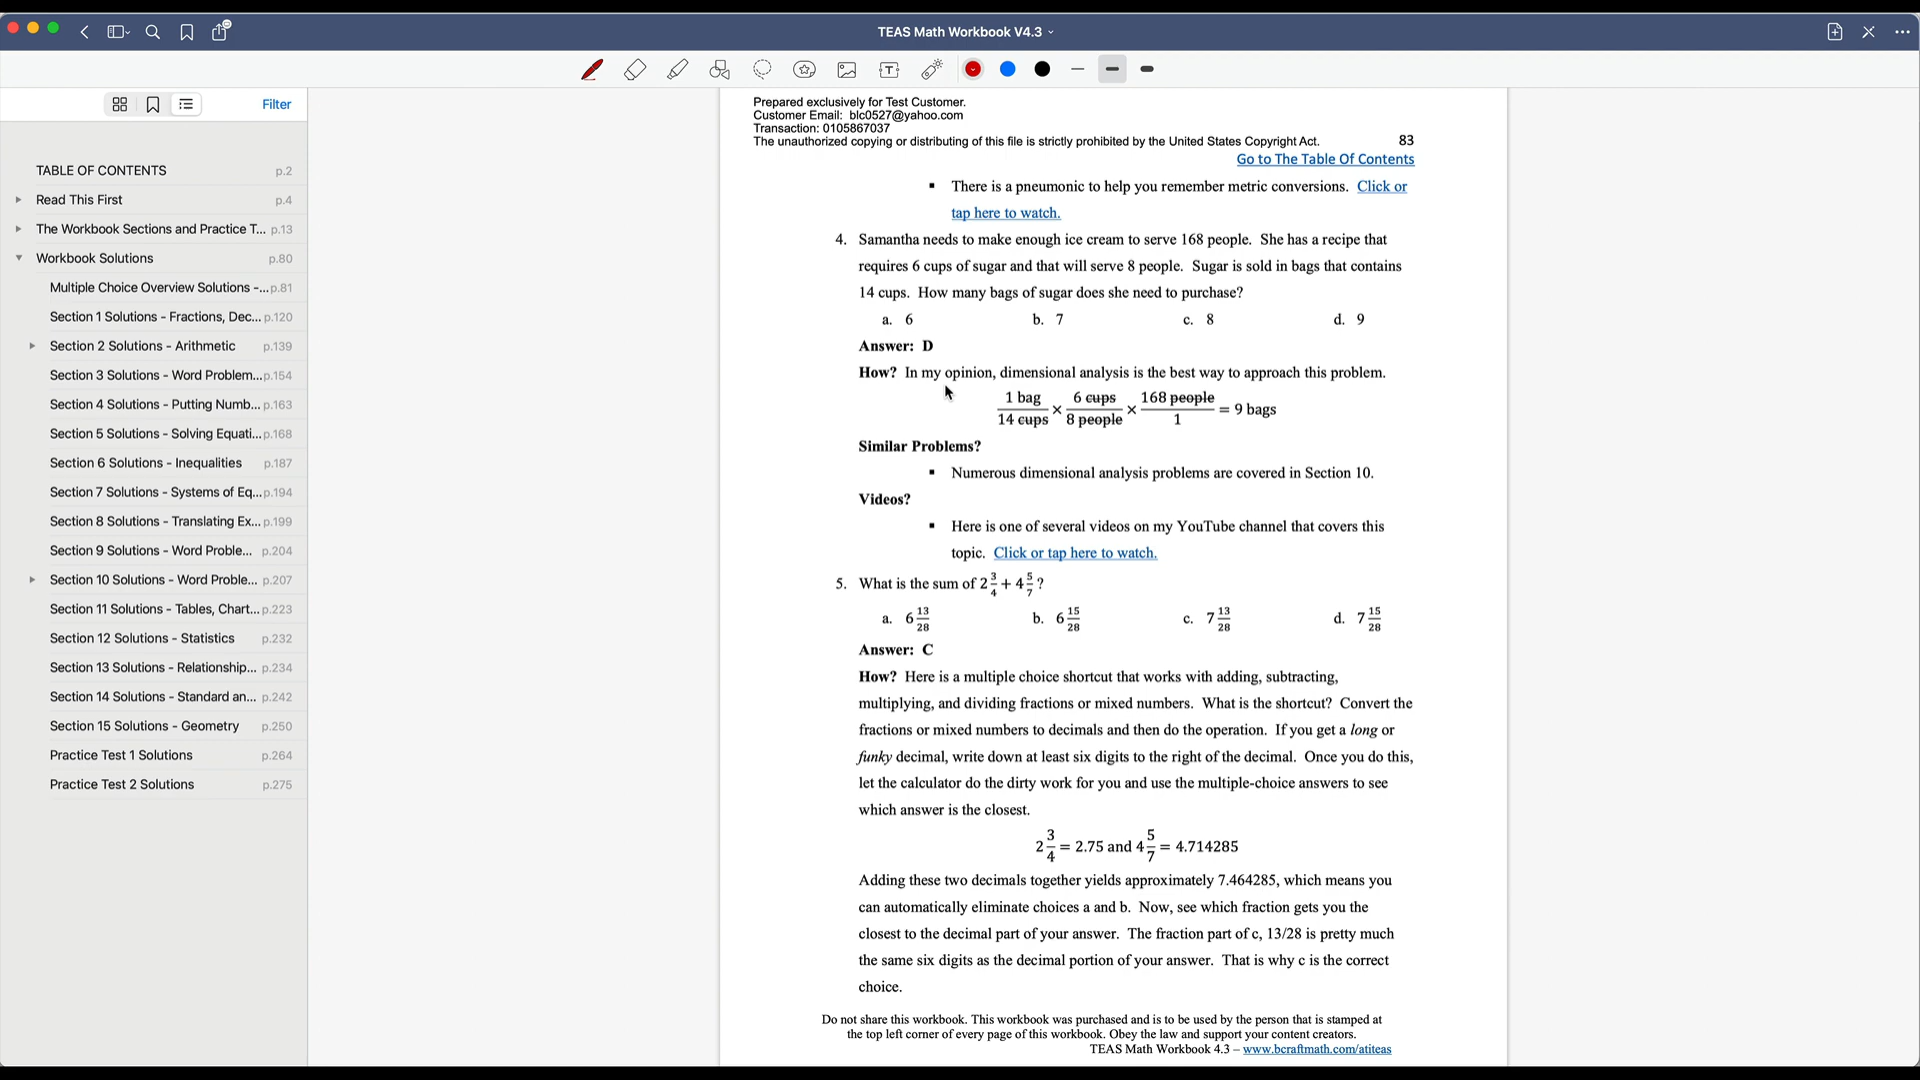 TEAS Math Workbook V4.3
Filter
TABLE OF CONTENTS p.2
Read This First p.4
The Workbook Sections and Practice T... p.13
Workbook Solutions p.80
Multiple Choice Overview Solutions -... p.81
Section 1 Solutions - Fractions, Dec... p.120
Section 2 Solutions - Arithmetic p.139
Section 3 Solutions - Word Problem... p.154
Section 4 Solutions - Putting Numb... p.163
Section 5 Solutions - Solving Equati... p.168
Section 6 Solutions - Inequalities p.187
Section 7 Solutions - Systems of Eq... p.194
Section 8 Solutions - Translating Ex... p.199
Section 9 Solutions - Word Proble... p.204
Section 10 Solutions - Word Proble... p.207
Section 11 Solutions - Tables, Chart... p.223
Section 12 Solutions - Statistics p.232
Section 13 Solutions - Relationship... p.234
Section 14 Solutions - Standard an... p.242
Section 15 Solutions - Geometry p.250
Practice Test 1 Solutions p.264
Practice Test 2 Solutions p.275
Prepared exclusively for Test Customer.
Customer Email: blc0527@yahoo.com
Transaction: 0105867037
The unauthorized copying or distributing of this file is strictly prohibited by the United States Copyright Act. 83
Go to The Table Of Contents
▪ There is a pneumonic to help you remember metric conversions. Click or
tap here to watch.
4. Samantha needs to make enough ice cream to serve 168 people. She has a recipe that
requires 6 cups of sugar and that will serve 8 people. Sugar is sold in bags that contains
14 cups. How many bags of sugar does she need to purchase?
a. 6 b. 7 c. 8 d. 9
Answer: D
How? In my opinion, dimensional analysis is the best way to approach this problem.
1 bag/14 cups × 6 cups/8 people × 168 people/1 = 9 bags
Similar Problems?
▪ Numerous dimensional analysis problems are covered in Section 10.
Videos?
▪ Here is one of several videos on my YouTube channel that covers this
topic. Click or tap here to watch.
5. What is the sum of 2 3/4 + 4 5/7 ?
a. 6 13/28 b. 6 15/28 c. 7 13/28 d. 7 15/28
Answer: C
How? Here is a multiple choice shortcut that works with adding, subtracting,
multiplying, and dividing fractions or mixed numbers. What is the shortcut? Convert the
fractions or mixed numbers to decimals and then do the operation. If you get a long or
funky decimal, write down at least six digits to the right of the decimal. Once you do this,
let the calculator do the dirty work for you and use the multiple-choice answers to see
which answer is the closest.
2 3/4 = 2.75 and 4 5/7 = 4.714285
Adding these two decimals together yields approximately 7.464285, which means you
can automatically eliminate choices a and b. Now, see which fraction gets you the
closest to the decimal part of your answer. The fraction part of c, 13/28 is pretty much
the same six digits as the decimal portion of your answer. That is why c is the correct
choice.
Do not share this workbook. This workbook was purchased and is to be used by the person that is stamped at
the top left corner of every page of this workbook. Obey the law and support your content creators.
TEAS Math Workbook 4.3 – www.bcraftmath.com/atiteas